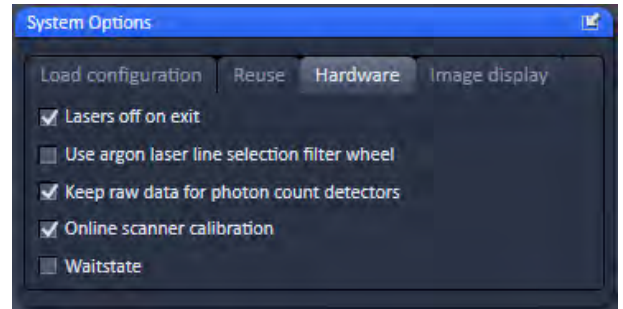 System Options
Load configuration Reuse Hardware Image display
Lasers off on exit
Use argon laser line selection filter wheel
Keep raw data for photon count detectors
Online scanner calibration
Waitstate